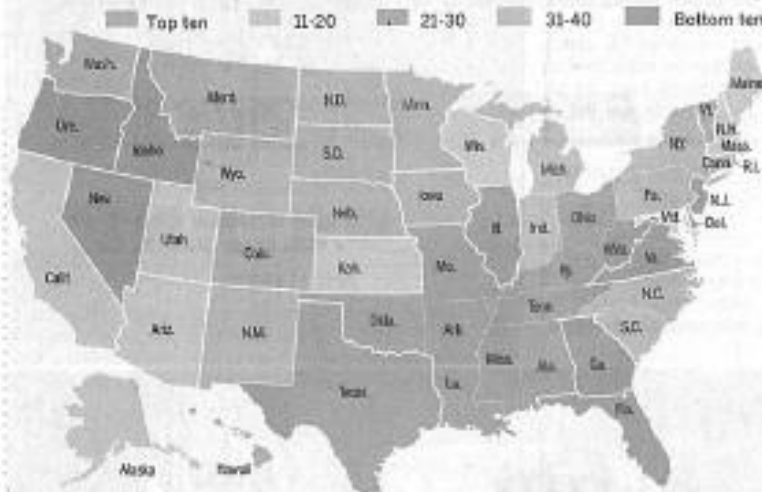 Top ten 11-20 21-30 31-40 Bottom ten
Wash. Mont. N.D. Minn. Maine
Ore. Idaho Wyo. S.D. Wis. Mich. N.Y. Vt. N.H. Mass. Conn. R.I.
Nev. Utah Colo. Neb. Iowa Ill. Ind. Ohio Pa. N.J. Md. Del.
Calif. Kan. Mo. Ky. W.Va. Va.
Ariz. N.M. Okla. Ark. Tenn. N.C. S.C.
Texas La. Miss. Ala. Ga. Fla.
Alaska Hawaii